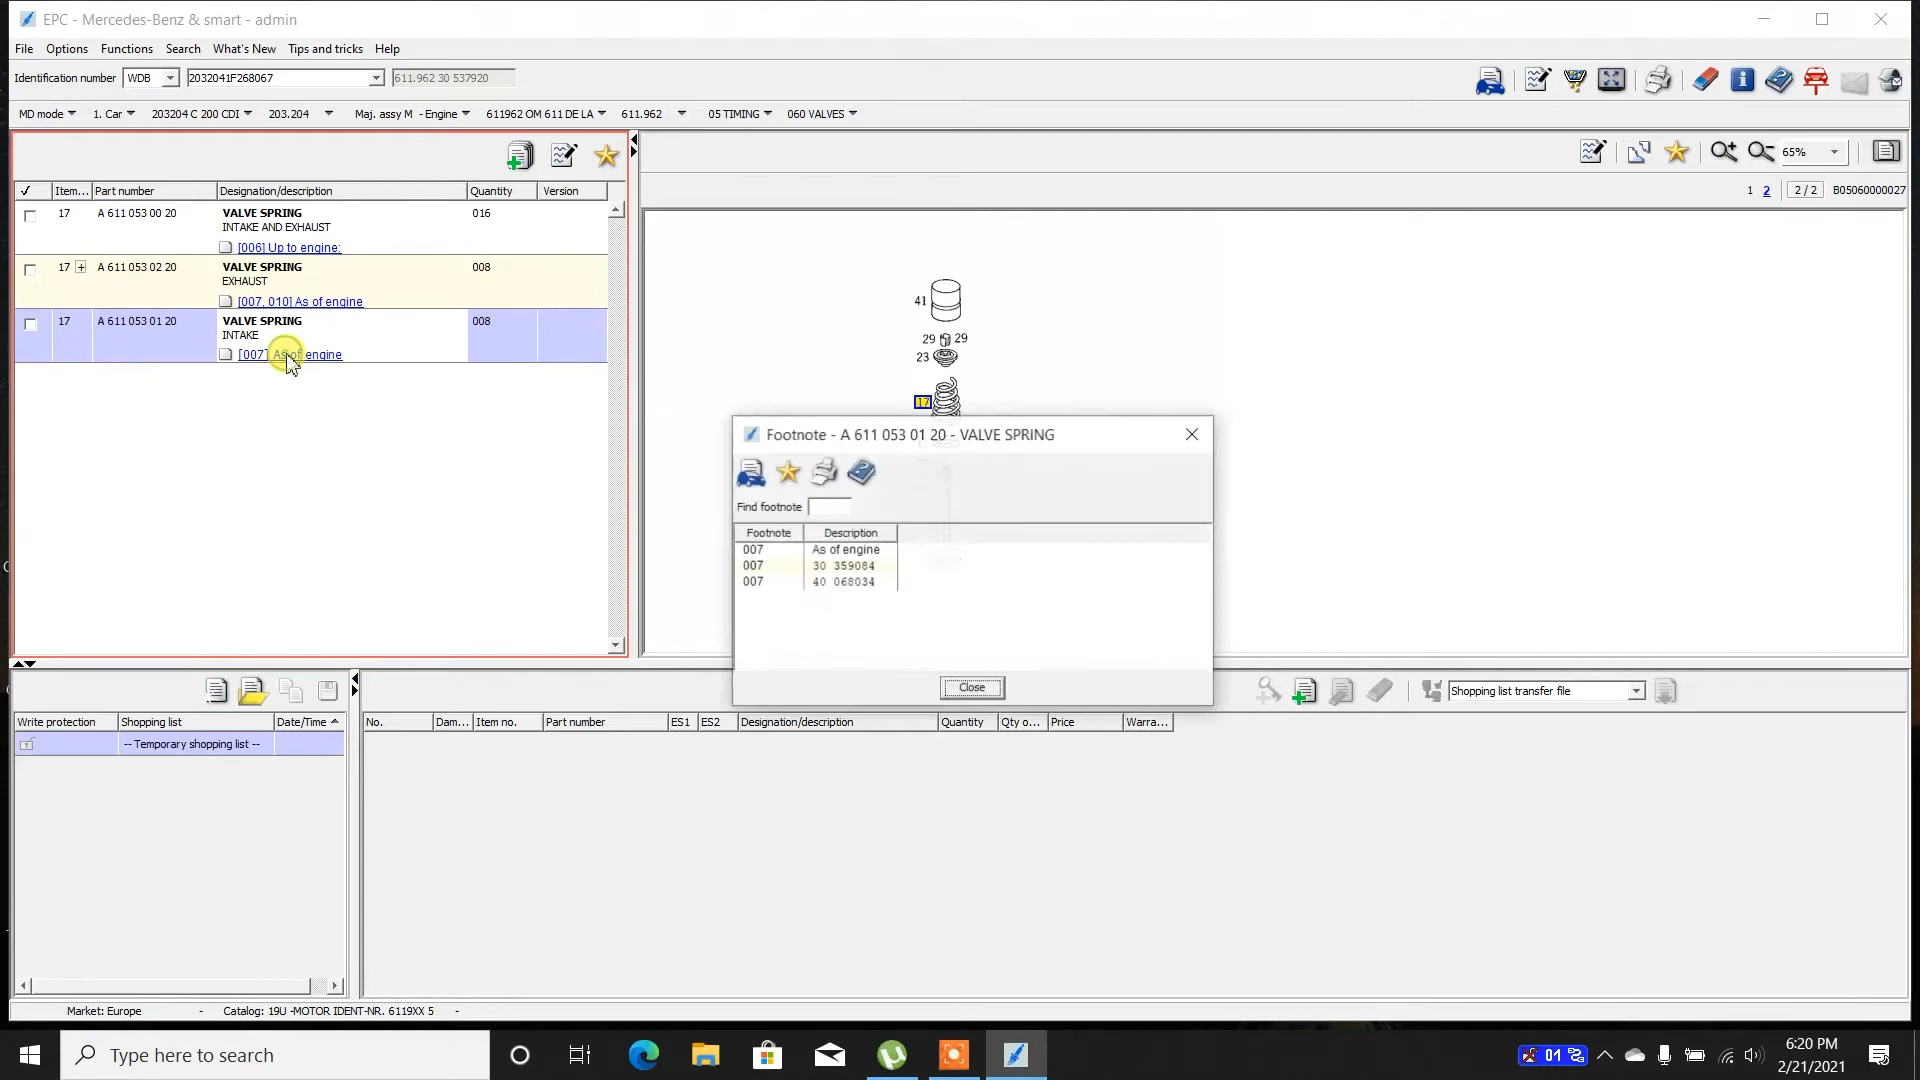 EPC - Mercedes-Benz & smart - admin
File Options Functions Search What's New Tips and tricks Help
Identification number WDB 2032041F268067 611.962 30 537920
MD mode 1. Car 203204 C 200 CDI 203.204 Maj. assy M - Engine 611962 OM 611 DE LA 611.962 05 TIMING 060 VALVES
65%
Item... Part number Designation/description Quantity Version
1 2 2 / 2 B05060000027
17 A 611 053 00 20 VALVE SPRING 016
INTAKE AND EXHAUST
[006] Up to engine:
17 A 611 053 02 20 VALVE SPRING 008
EXHAUST
[007, 010] As of engine
17 A 611 053 01 20 VALVE SPRING 008
INTAKE
[007] As of engine
41
29 29
23
17
Footnote - A 611 053 01 20 - VALVE SPRING
Find footnote
Footnote Description
007 As of engine
007 30 359084
007 40 068034
Close
Shopping list transfer file
Write protection Shopping list Date/Time
No. Dam... Item no. Part number ES1 ES2 Designation/description Quantity Qty o... Price Warra...
-- Temporary shopping list --
Market: Europe - Catalog: 19U -MOTOR IDENT-NR. 6119XX 5 -
Type here to search
01
6:20 PM
2/21/2021